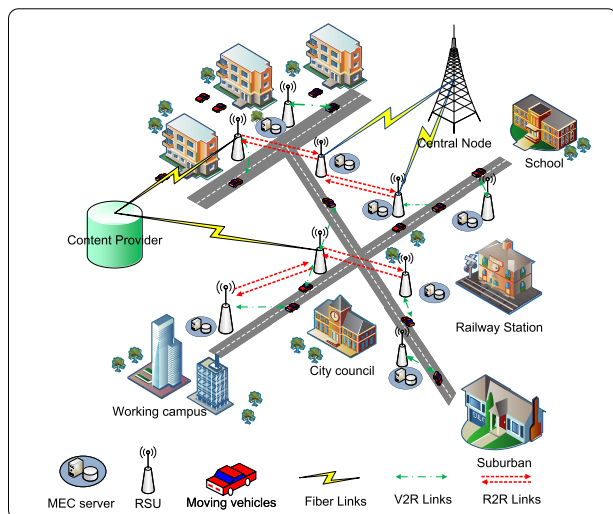 Central Node
School
Content Provider
Railway Station
City council
Working campus
Suburban
MEC server
RSU
Moving vehicles
Fiber Links
V2R Links
R2R Links